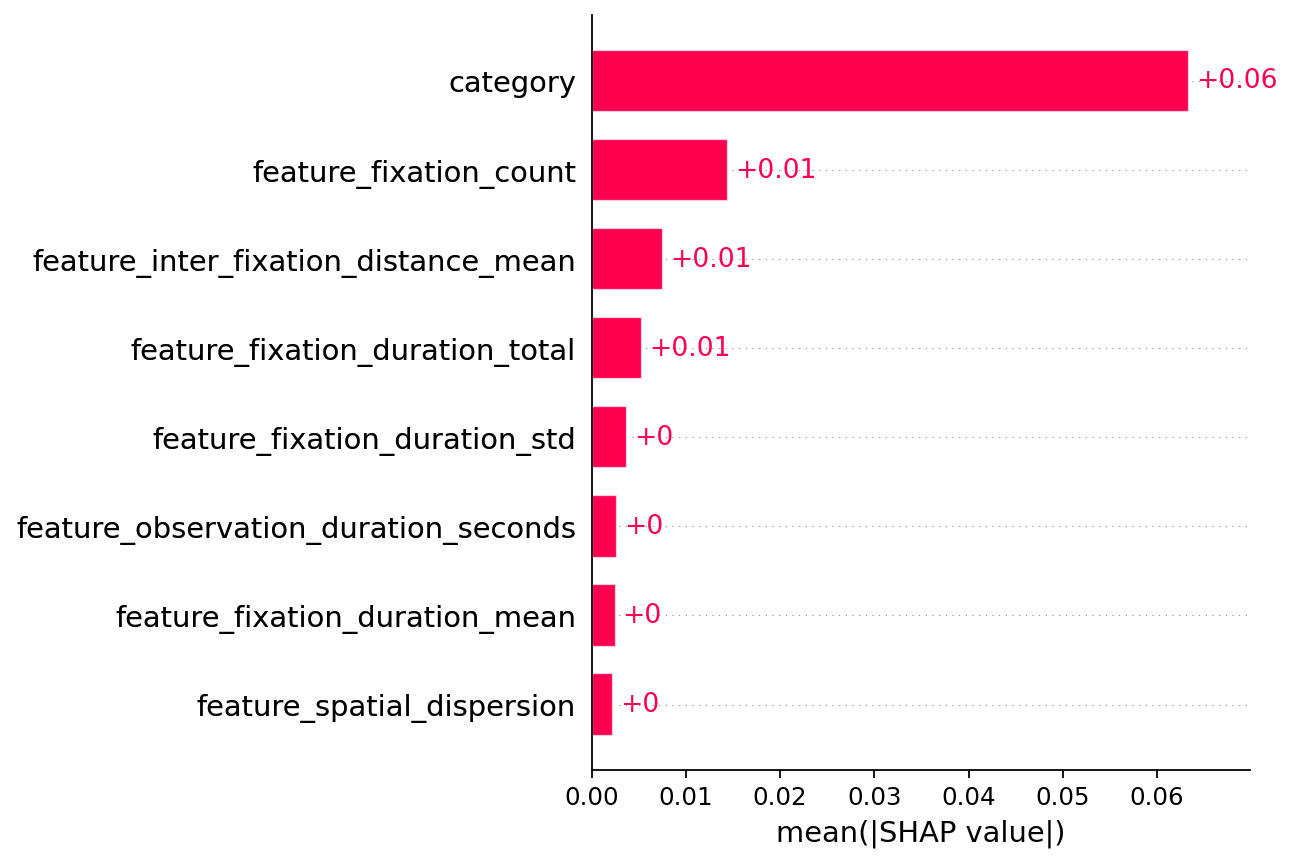 category +0.06
feature_fixation_count +0.01
feature_inter_fixation_distance_mean +0.01
feature_fixation_duration_total +0.01
feature_fixation_duration_std +0
feature_observation_duration_seconds +0
feature_fixation_duration_mean +0
feature_spatial_dispersion +0
0.00 0.01 0.02 0.03 0.04 0.05 0.06
mean(|SHAP value|)